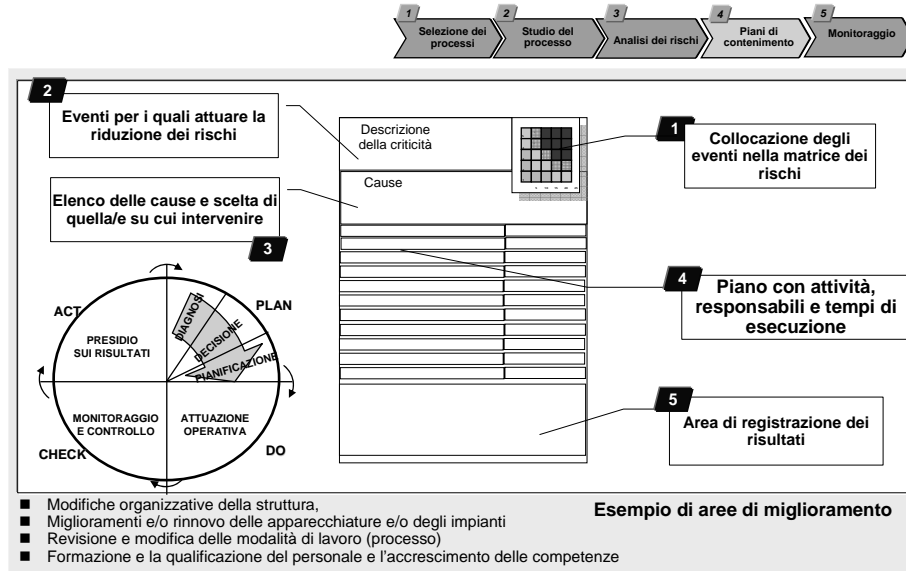 1
Selezione dei
processi
2
Studio del
processo
3
Analisi dei rischi
4
Piani di
contenimento
5
Monitoraggio
2
Eventi per i quali attuare la
riduzione dei rischi
Descrizione
della criticità
1
Collocazione degli
eventi nella matrice dei
rischi
Cause
Elenco delle cause e scelta di
quella/e su cui intervenire
3
4
Piano con attività,
responsabili e tempi di
esecuzione
ACT
PLAN
DIAGNOSI
DECISIONE
PIANIFICAZIONE
PRESIDIO
SUI RISULTATI
MONITORAGGIO
E CONTROLLO
ATTUAZIONE
OPERATIVA
CHECK
DO
5
Area di registrazione dei
risultati
Modifiche organizzative della struttura,
Miglioramenti e/o rinnovo delle apparecchiature e/o degli impianti
Revisione e modifica delle modalità di lavoro (processo)
Formazione e la qualificazione del personale e l'accrescimento delle competenze
Esempio di aree di miglioramento